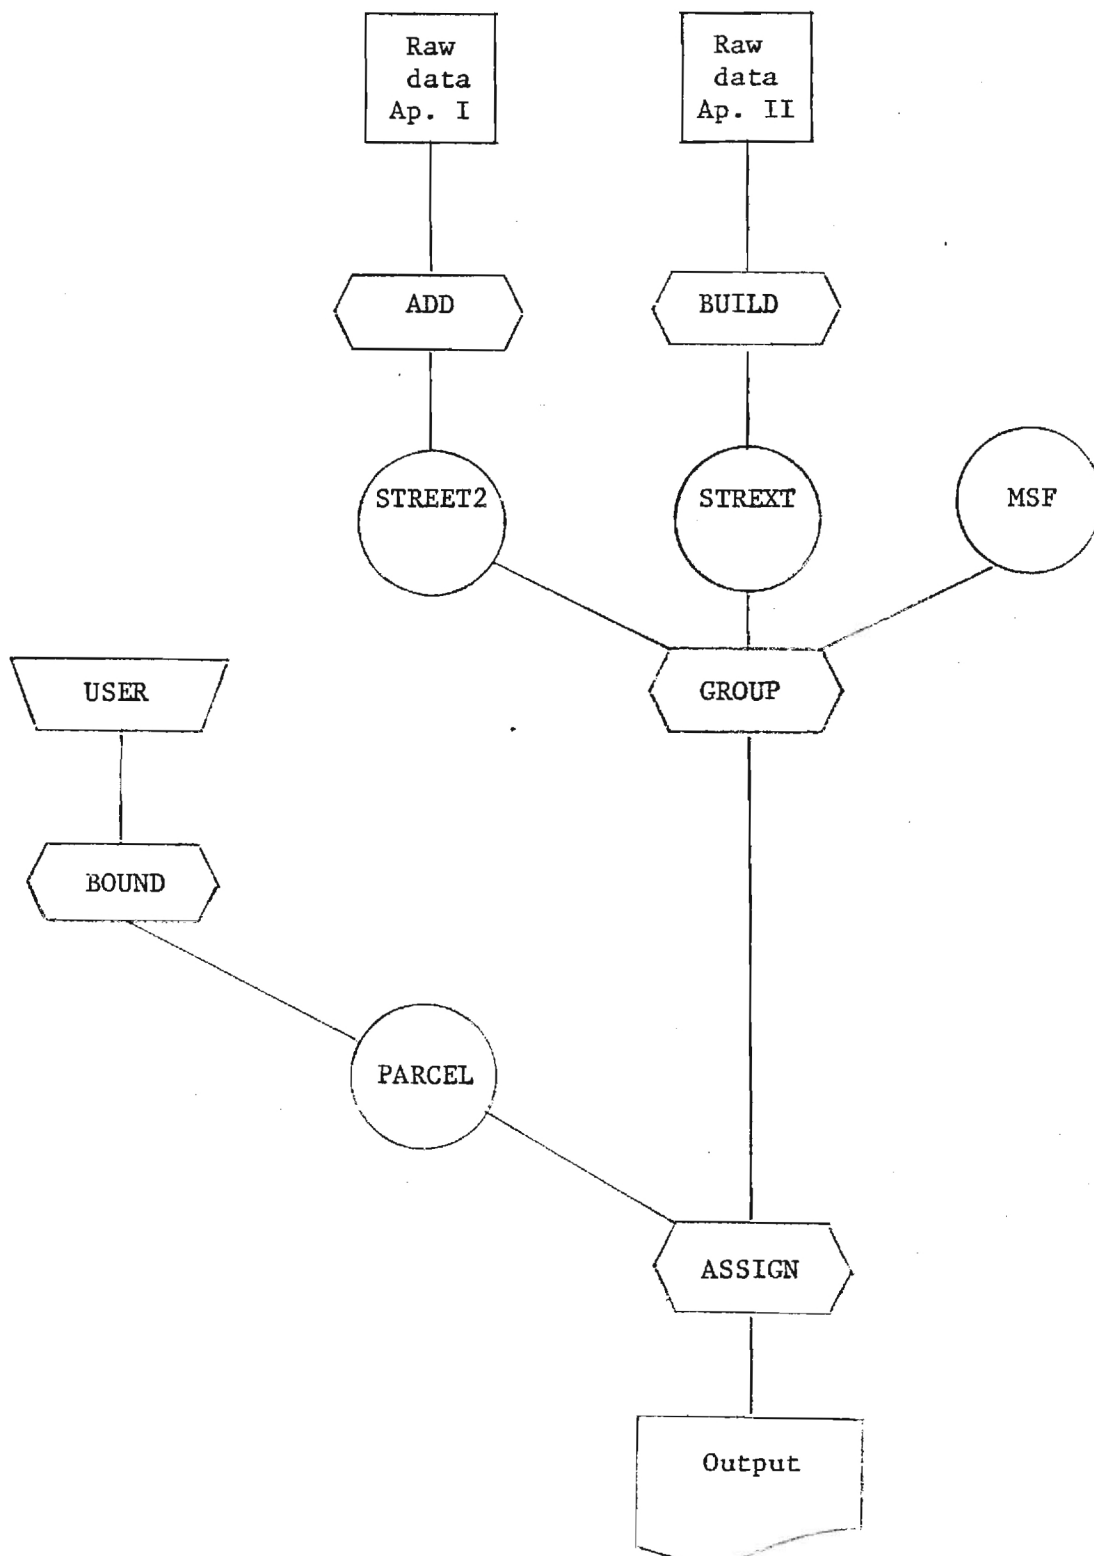 Raw
data
Ap. I
Raw
data
Ap. II
ADD
BUILD
STREET2
STREXT
MSF
USER
GROUP
BOUND
PARCEL
ASSIGN
Output